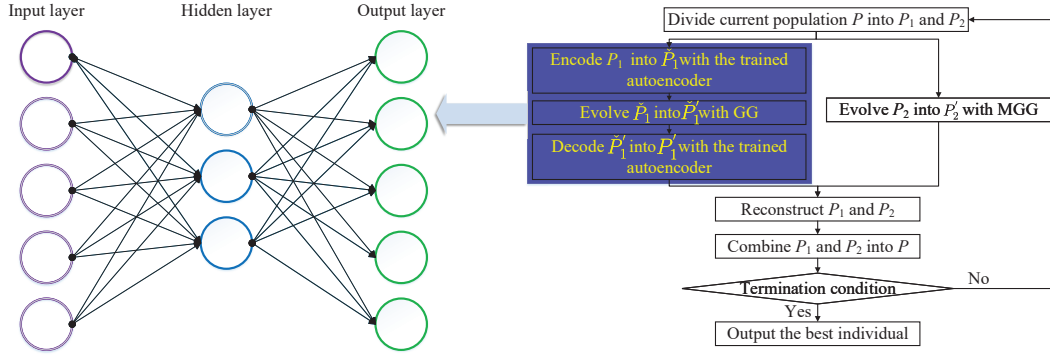 Input layer
Hidden layer
Output layer
Divide current population P into P₁ and P₂
Encode P₁ into P̌₁ with the trained
autoencoder
Evolve P̌₁ into P̌₁′ with GG
Decode P̌₁′ into P₁′ with the trained
autoencoder
Evolve P₂ into P₂′ with MGG
Reconstruct P₁ and P₂
Combine P₁ and P₂ into P
Termination condition
No
Yes
Output the best individual